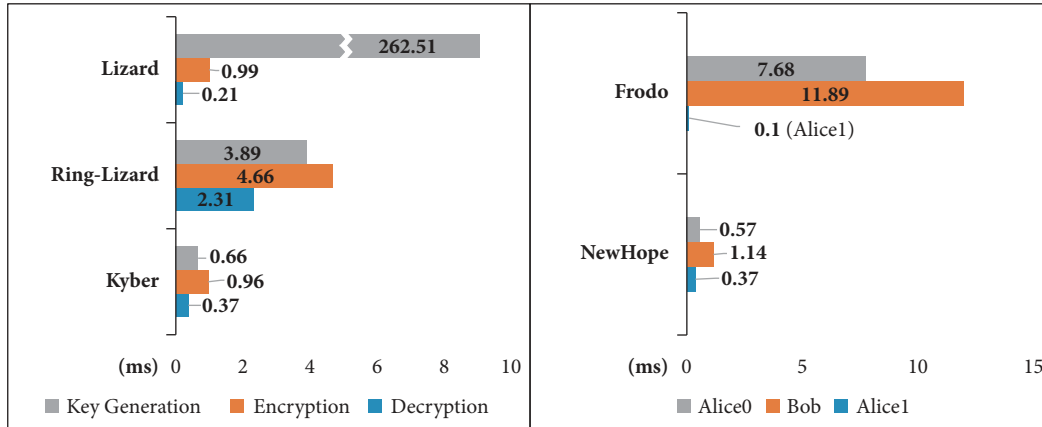 Lizard
262.51
0.99
0.21
Ring-Lizard
3.89
4.66
2.31
Kyber
0.66
0.96
0.37
(ms) 0 2 4 6 8 10
Key Generation Encryption Decryption
Frodo
7.68
11.89
0.1 (Alice1)
NewHope
0.57
1.14
0.37
0 5 10 15
Alice0 Bob Alice1